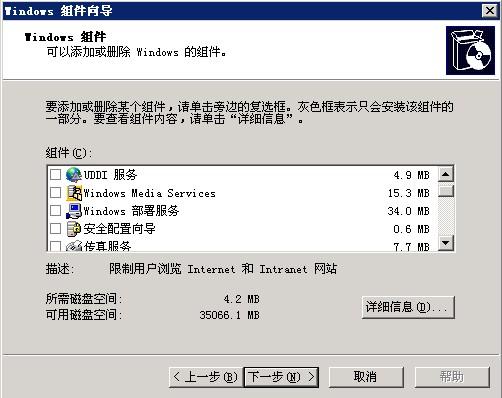 Windows 组件向导
Windows 组件
可以添加或删除 Windows 的组件。
要添加或删除某个组件，请单击旁边的复选框。灰色框表示只会安装该组件的
一部分。要查看组件内容，请单击“详细信息”。
组件(C):
UDDI 服务 4.9 MB
Windows Media Services 15.3 MB
Windows 部署服务 34.0 MB
安全配置向导 0.6 MB
传真服务 7.7 MB
描述: 限制用户浏览 Internet 和 Intranet 网站
所需磁盘空间: 4.2 MB
可用磁盘空间: 35066.1 MB
详细信息(D)...
< 上一步(B) 下一步(N) > 取消 帮助